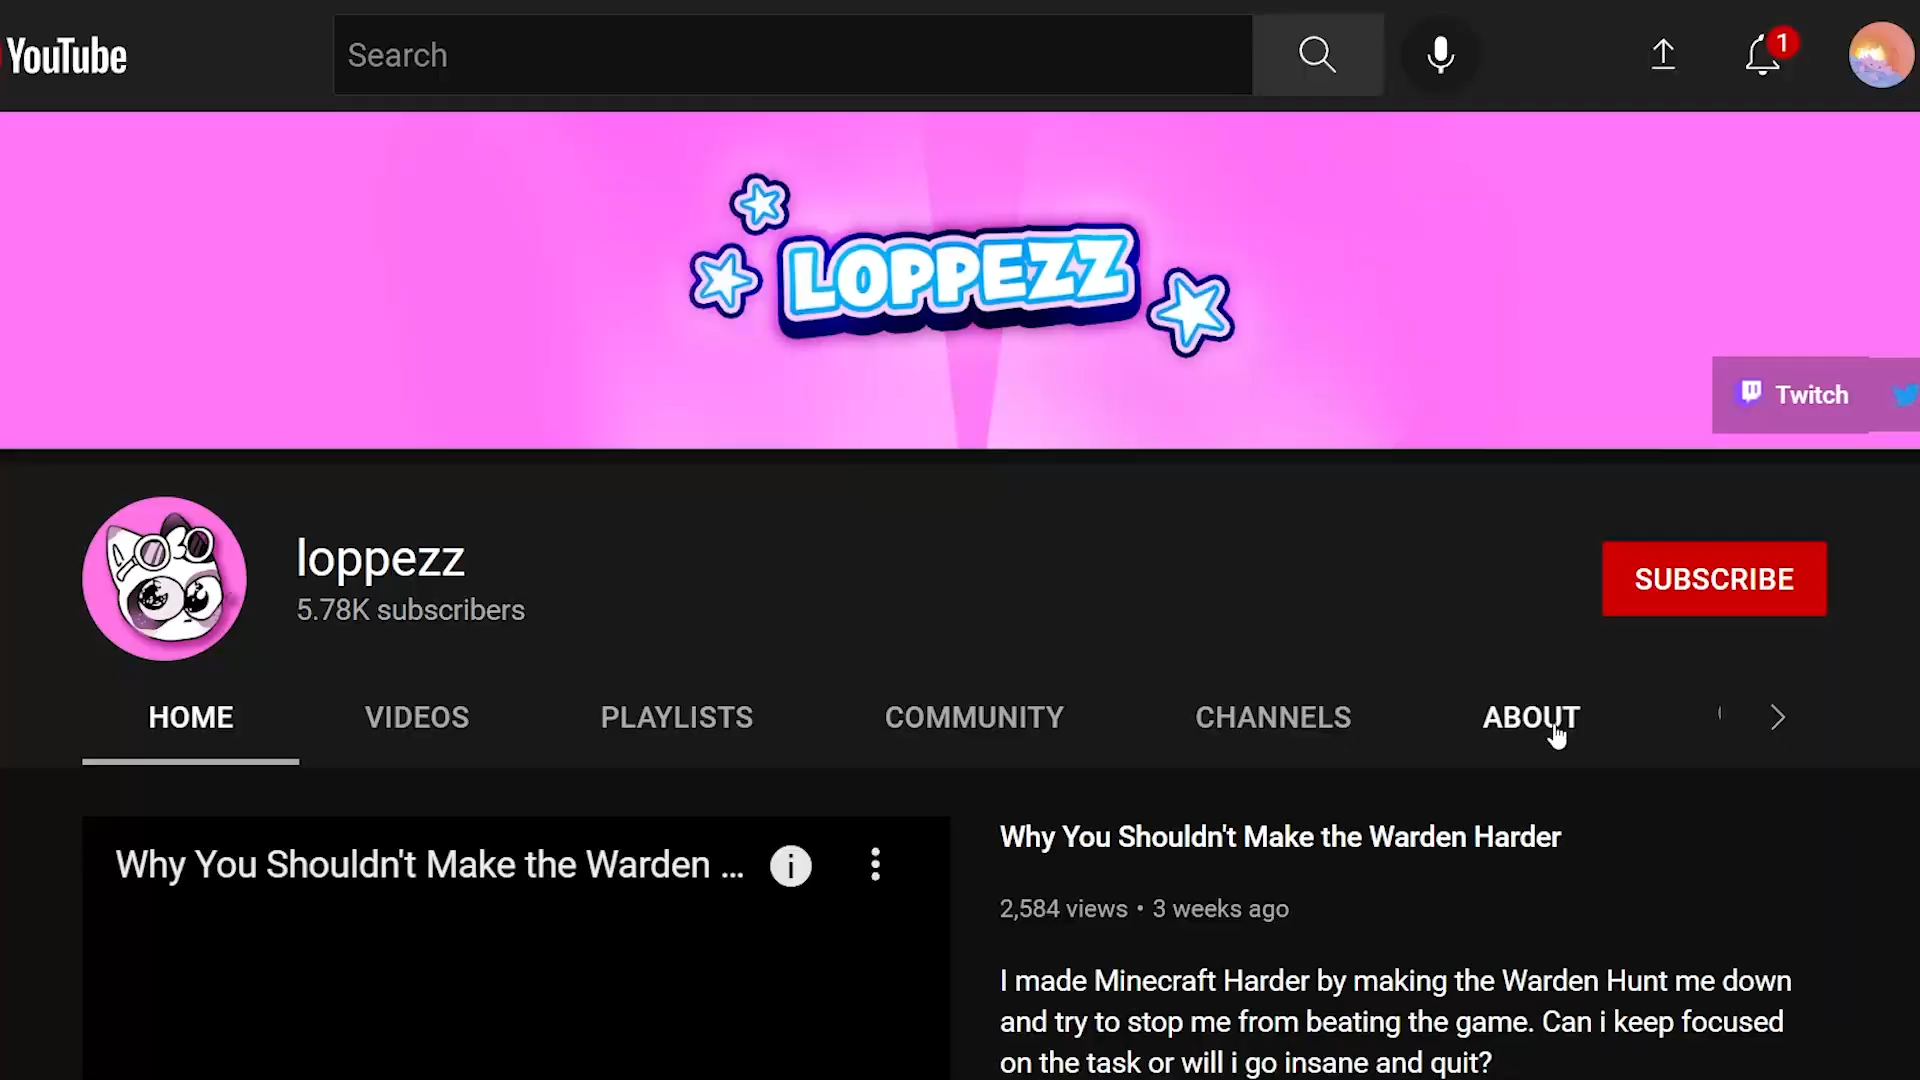 YouTube
Search
1
LOPPEZZ
Twitch
loppezz
5.78K subscribers
SUBSCRIBE
HOME VIDEOS PLAYLISTS COMMUNITY CHANNELS ABOUT
Why You Shouldn't Make the Warden ...
Why You Shouldn't Make the Warden Harder
2,584 views • 3 weeks ago
I made Minecraft Harder by making the Warden Hunt me down
and try to stop me from beating the game. Can i keep focused
on the task or will i go insane and quit?